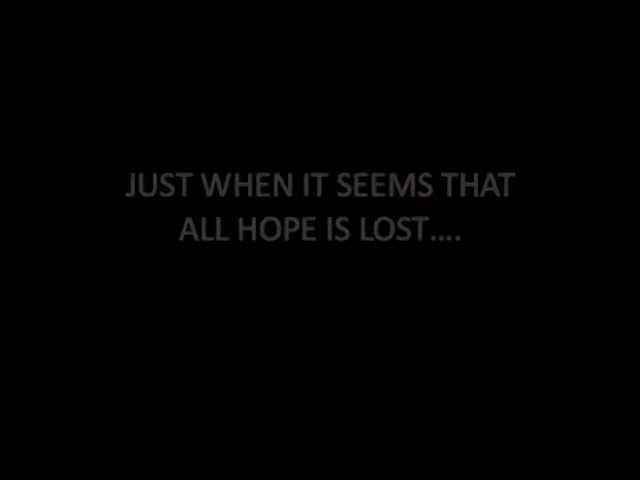 JUST WHEN IT SEEMS THAT
ALL HOPE IS LOST....